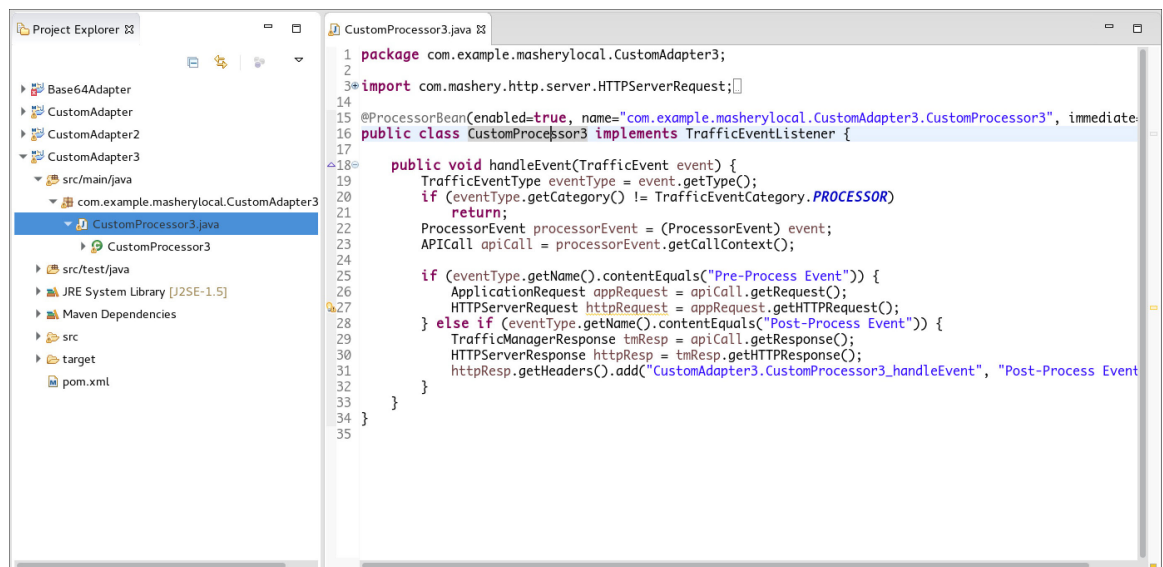 Project Explorer
Base64Adapter
CustomAdapter
CustomAdapter2
CustomAdapter3
src/main/java
com.example.masherylocal.CustomAdapter3
CustomProcessor3.java
CustomProcessor3
src/test/java
JRE System Library [J2SE-1.5]
Maven Dependencies
src
target
pom.xml
CustomProcessor3.java
1 package com.example.masherylocal.CustomAdapter3;
2
3 import com.mashery.http.server.HTTPServerRequest;
14
15 @ProcessorBean(enabled=true, name="com.example.masherylocal.CustomAdapter3.CustomProcessor3", immediate
16 public class CustomProcessor3 implements TrafficEventListener {
17
18     public void handleEvent(TrafficEvent event) {
19         TrafficEventType eventType = event.getType();
20         if (eventType.getCategory() != TrafficEventCategory.PROCESSOR)
21             return;
22         ProcessorEvent processorEvent = (ProcessorEvent) event;
23         APICall apiCall = processorEvent.getCallContext();
24
25         if (eventType.getName().contentEquals("Pre-Process Event")) {
26             ApplicationRequest appRequest = apiCall.getRequest();
27             HTTPServerRequest httpRequest = appRequest.getHTTPRequest();
28         } else if (eventType.getName().contentEquals("Post-Process Event")) {
29             TrafficManagerResponse tmResp = apiCall.getResponse();
30             HTTPServerResponse httpResp = tmResp.getHTTPResponse();
31             httpResp.getHeaders().add("CustomAdapter3.CustomProcessor3_handleEvent", "Post-Process Event
32         }
33     }
34 }
35